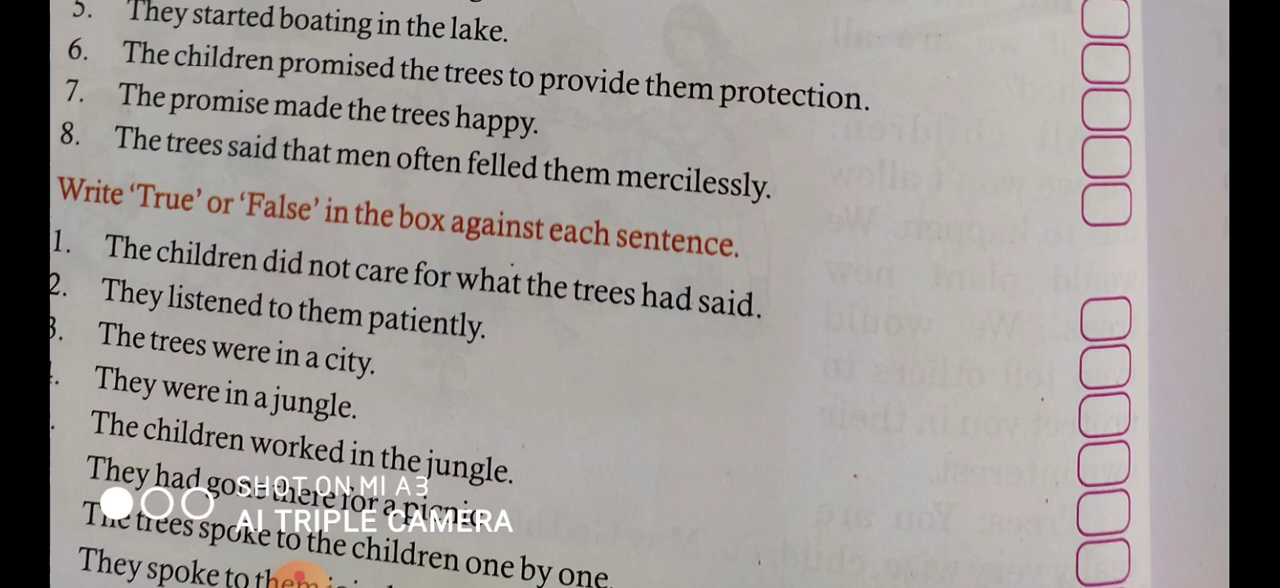 5. They started boating in the lake.
6. The children promised the trees to provide them protection.
7. The promise made the trees happy.
8. The trees said that men often felled them mercilessly.
Write ‘True’ or ‘False’ in the box against each sentence.
1. The children did not care for what the trees had said.
2. They listened to them patiently.
3. The trees were in a city.
. They were in a jungle.
. The children worked in the jungle.
They had gone there for a picnic.
The trees spoke to the children one by one.
They spoke to them
SHOT ON MI A3
AI TRIPLE CAMERA